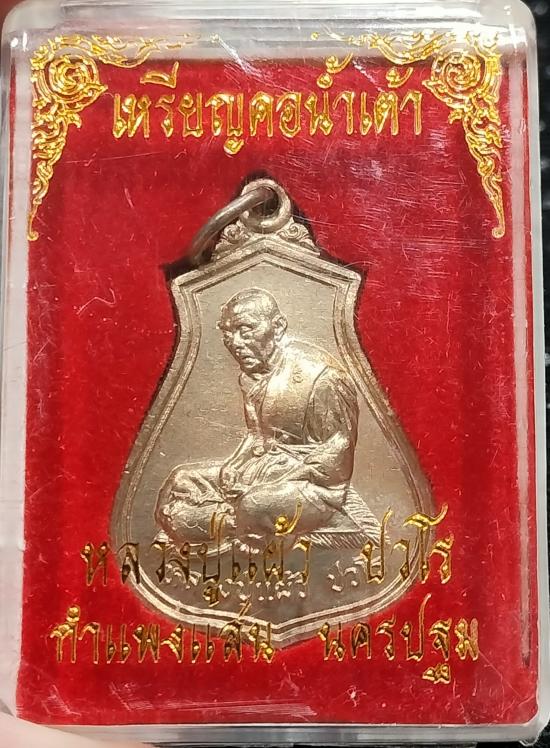 เหรียญคอน้ำเต้า
หลวงปู่แผ้ว ปวโร
กำแพงแสน นครปฐม